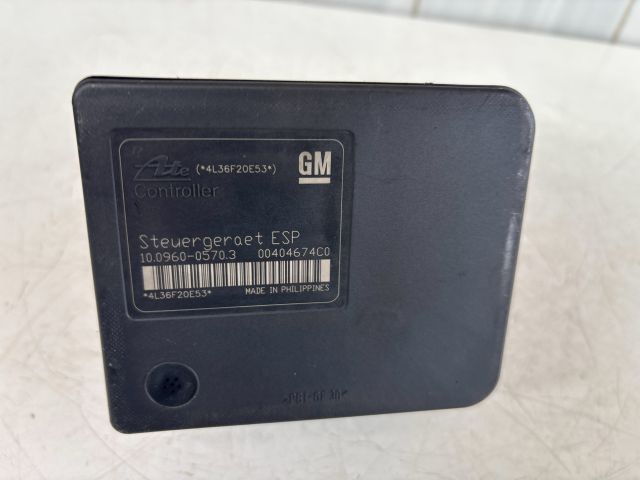 Ate (*4L36F20E53*) GM
Controller
Steuergeraet ESP
10.0960-0570.3 00404674C0
*4L36F20E53* MADE IN PHILIPPINES